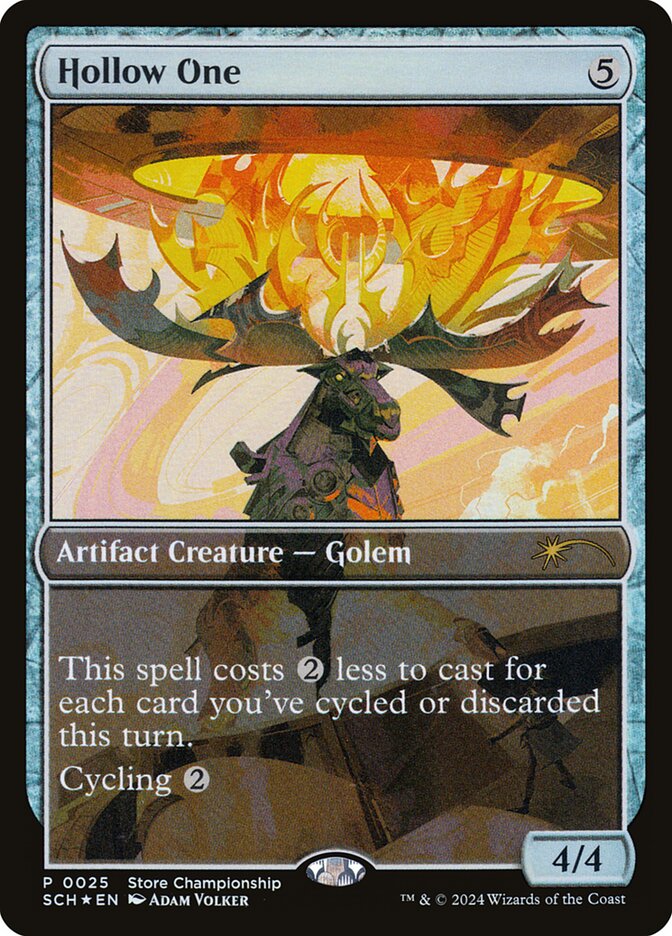 Hollow One 5
Artifact Creature — Golem
This spell costs 2 less to cast for
each card you've cycled or discarded
this turn.
Cycling 2
4/4
P 0025 Store Championship
SCH★EN Adam Volker
™ & © 2024 Wizards of the Coast